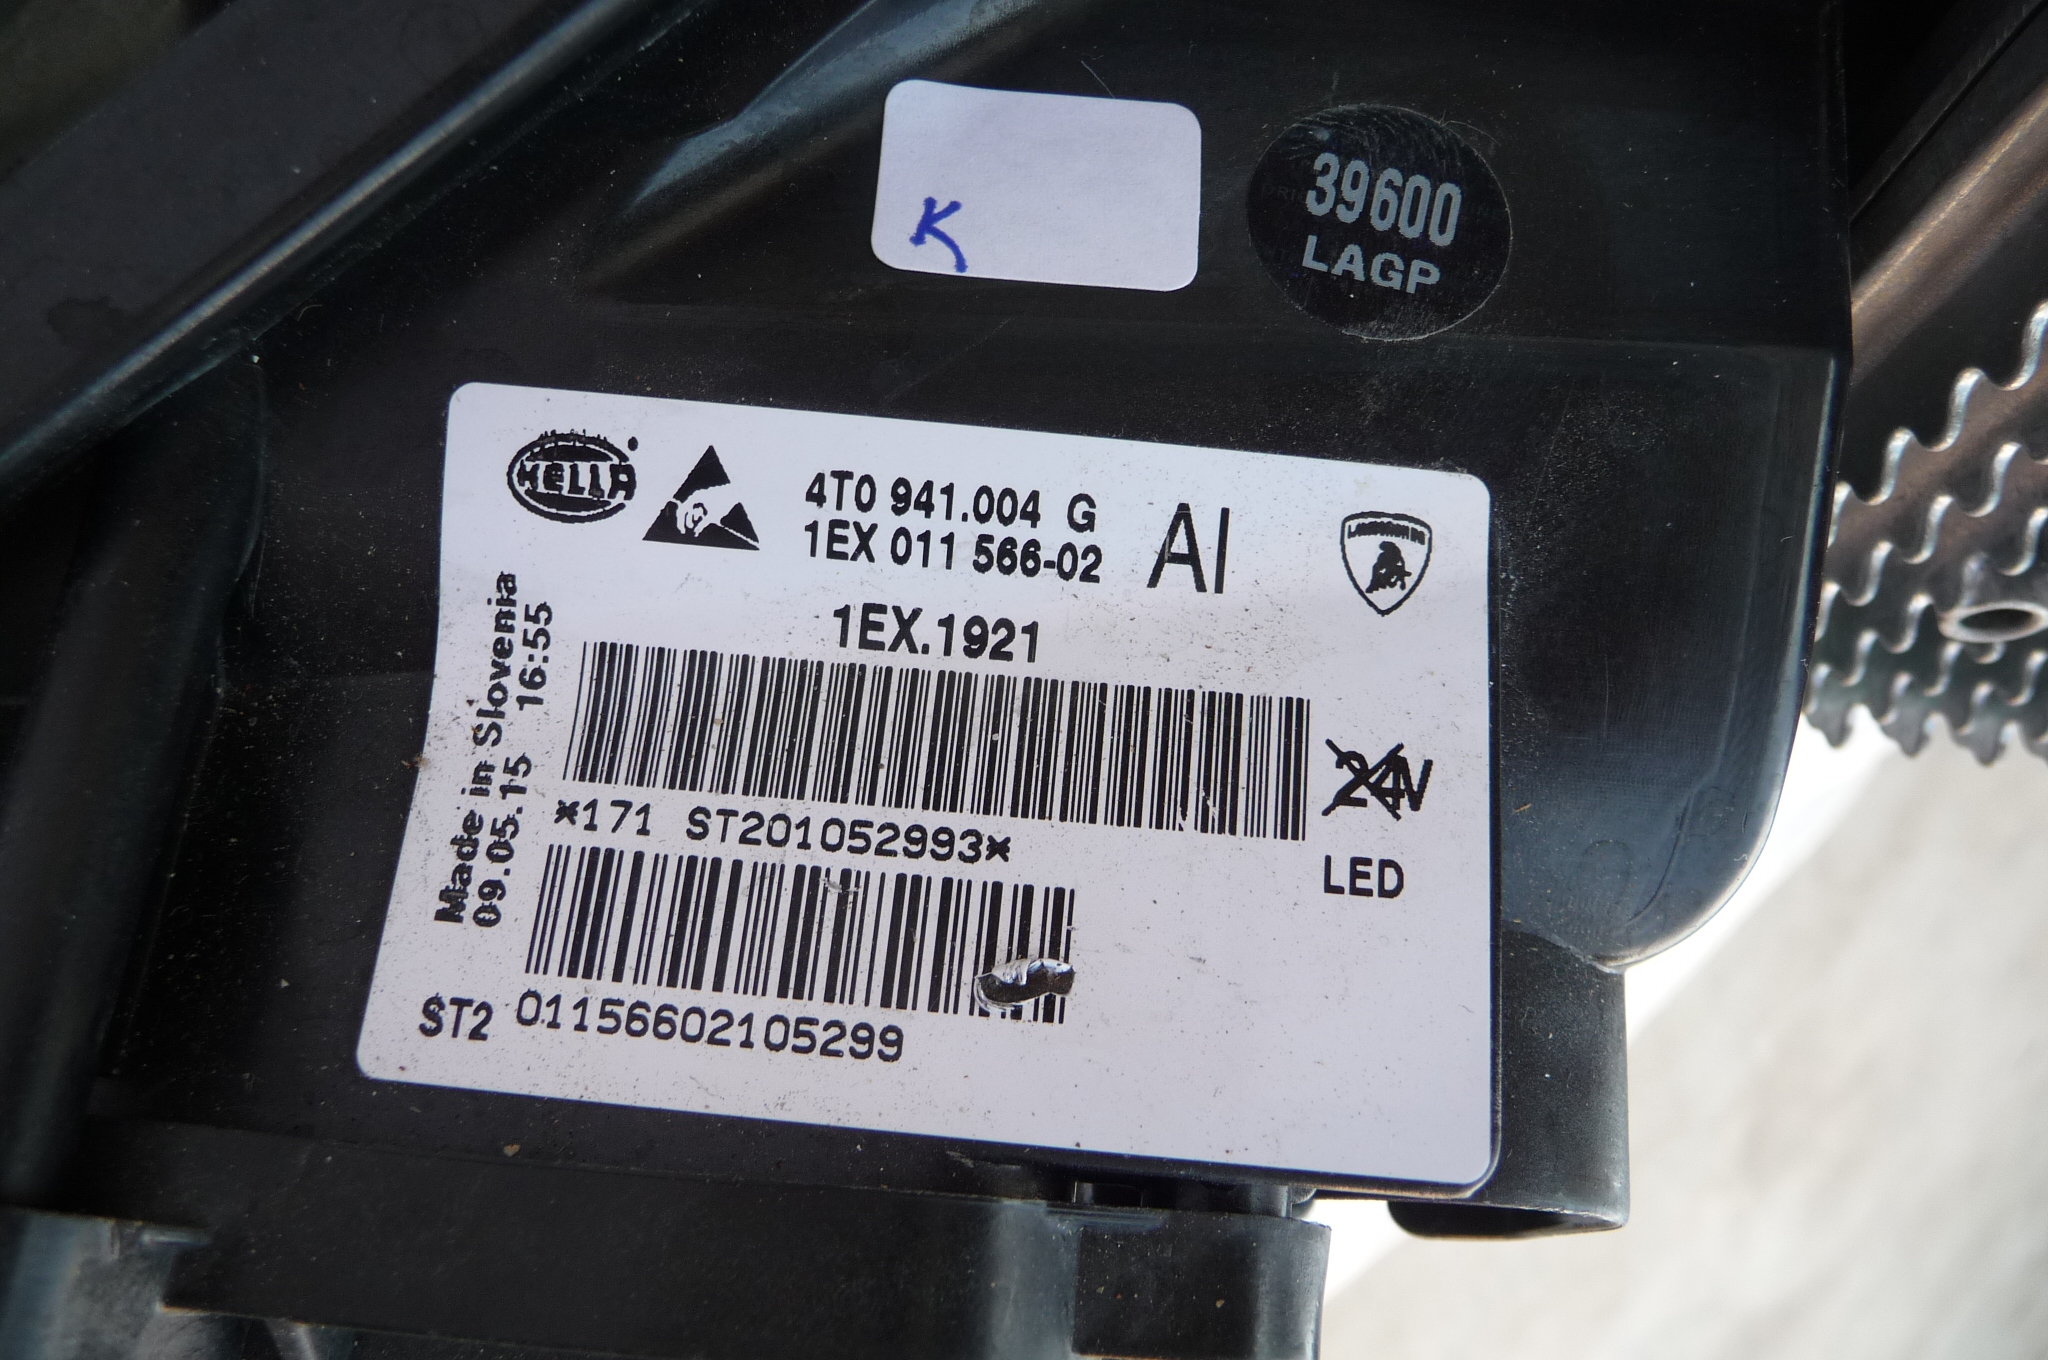 K
39600
LAGP
HELLA
4T0 941.004 G
1EX 011 566-02
AI
LAMBORGHINI
1EX.1921
Made in Slovenia
09.05.15 16:55
*171 ST201052993*
24V
LED
ST2 01156602105299